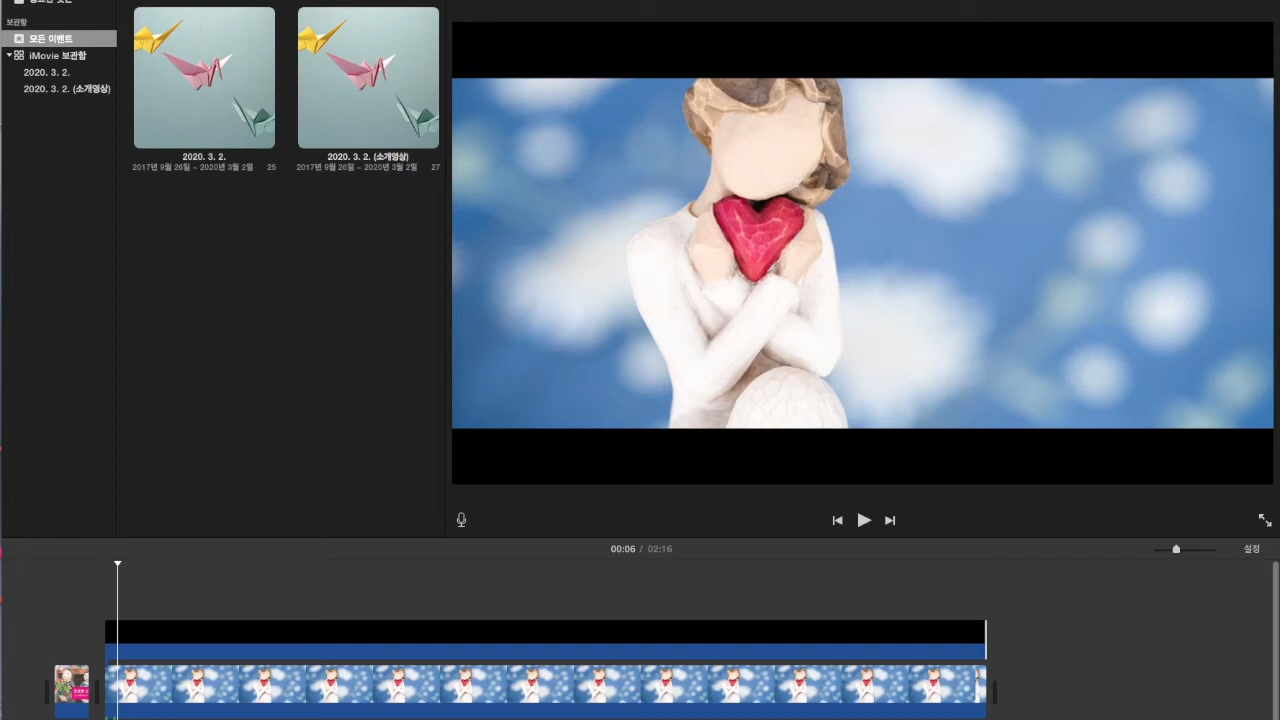 보관함
모든 이벤트
iMovie 보관함
2020. 3. 2.
2020. 3. 2. (소개영상)
2020. 3. 2.
2017년 9월 26일 ~ 2020년 3월 2일 25
2020. 3. 2. (소개영상)
2017년 9월 26일 ~ 2020년 3월 2일 27
00:06 / 02:16
설정